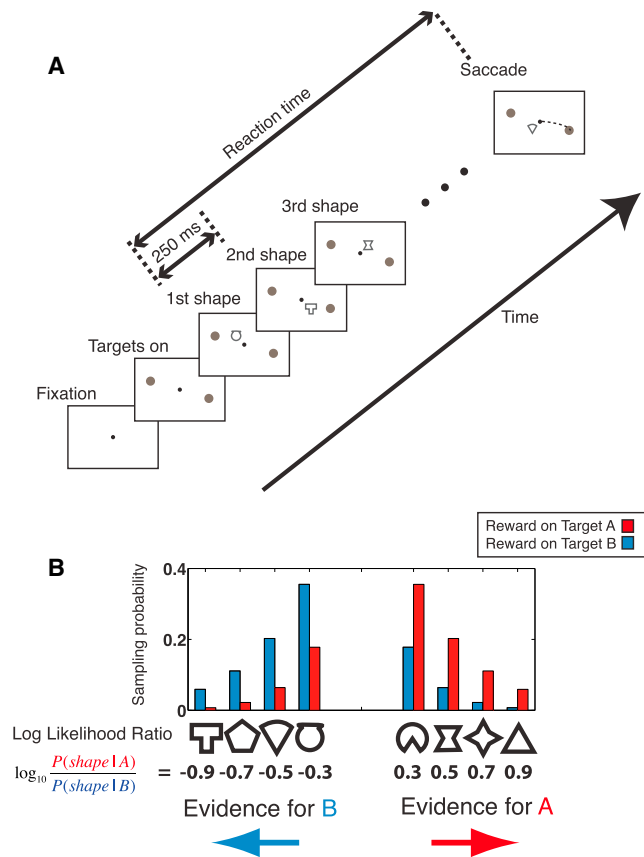 A
Saccade
Reaction time
250 ms
3rd shape
2nd shape
1st shape
Targets on
Fixation
Time
Reward on Target A
Reward on Target B
B
Sampling probability
0.4
0.2
0
Log Likelihood Ratio
log10 P(shape|A) / P(shape|B) = -0.9 -0.7 -0.5 -0.3 0.3 0.5 0.7 0.9
Evidence for B
Evidence for A